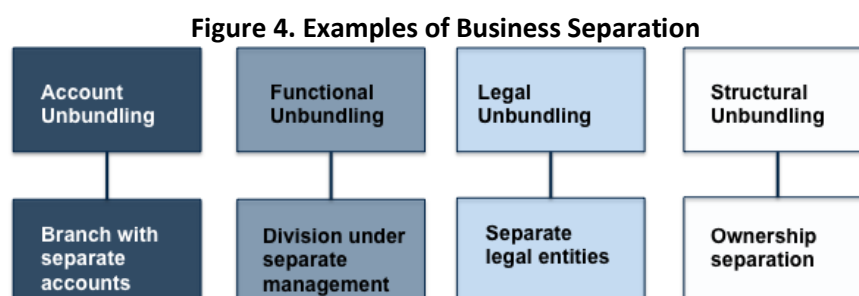 Figure 4. Examples of Business Separation
Account
Unbundling
Functional
Unbundling
Legal
Unbundling
Structural
Unbundling
Branch with
separate
accounts
Division under
separate
management
Separate
legal entities
Ownership
separation